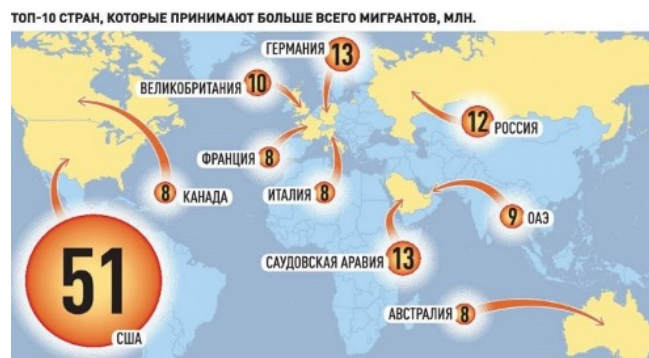 ТОП-10 СТРАН, КОТОРЫЕ ПРИНИМАЮТ БОЛЬШЕ ВСЕГО МИГРАНТОВ, МЛН.
ГЕРМАНИЯ 13
ВЕЛИКОБРИТАНИЯ 10
12 РОССИЯ
ФРАНЦИЯ 8
8 КАНАДА
ИТАЛИЯ 8
9 ОАЭ
САУДОВСКАЯ АРАВИЯ 13
51
США
АВСТРАЛИЯ 8